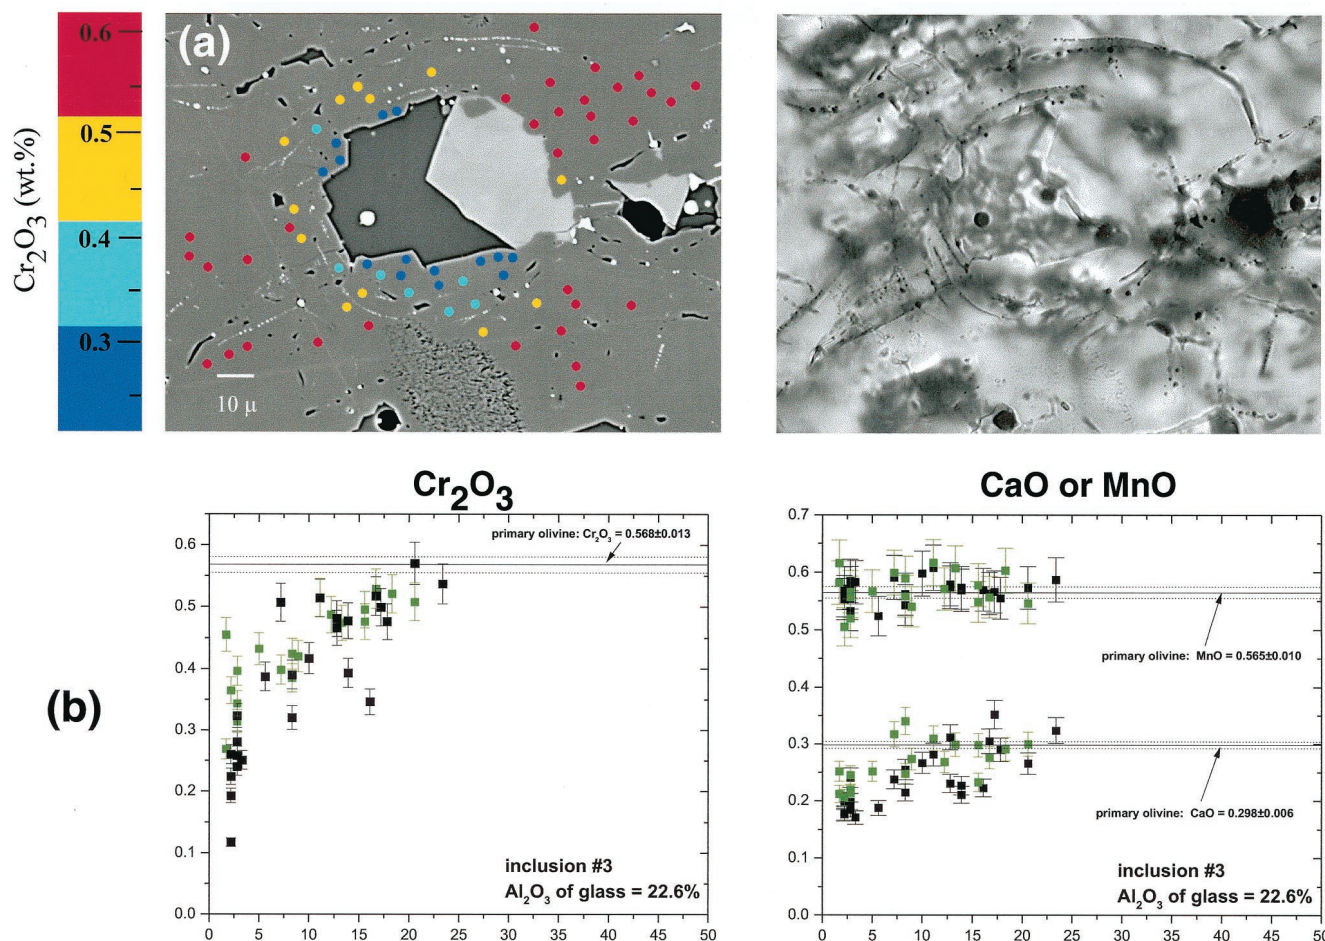 0.6
0.5
0.4
0.3
Cr2O3 (wt.%)
(a)
10 μ
Cr2O3
CaO or MnO
(b)
0.6
0.5
0.4
0.3
0.2
0.1
0.0
primary olivine: Cr2O3 = 0.568±0.013
inclusion #3
Al2O3 of glass = 22.6%
0 5 10 15 20 25 30 35 40 45 50
0.7
0.6
0.5
0.4
0.3
0.2
0.1
0.0
primary olivine: MnO = 0.565±0.010
primary olivine: CaO = 0.298±0.006
inclusion #3
Al2O3 of glass = 22.6%
0 5 10 15 20 25 30 35 40 45 50